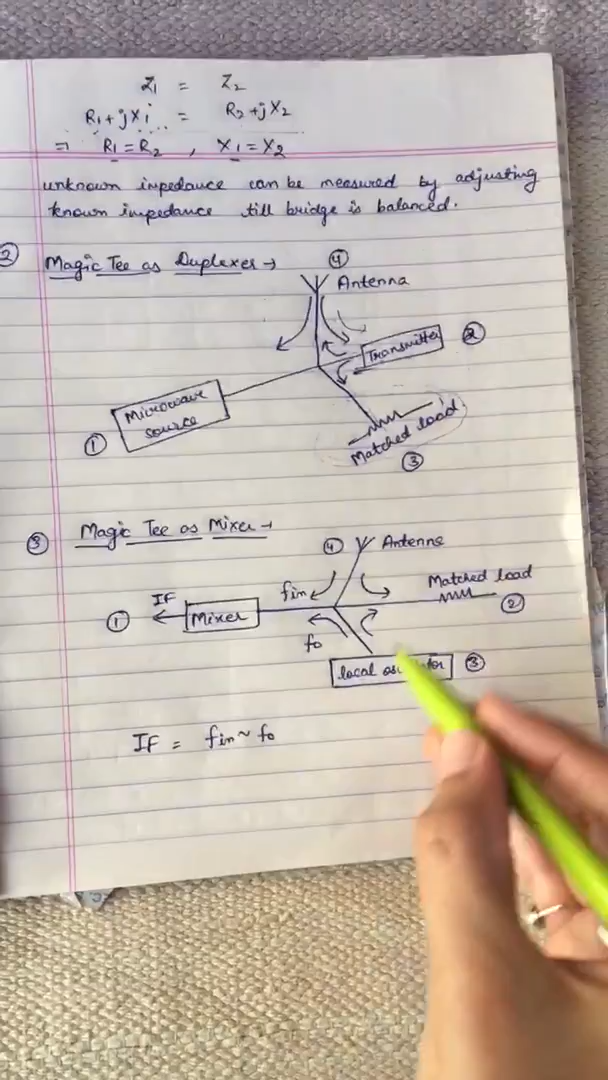 Z1 = Z2
R1+jX1 = R2+jX2
⇒ R1=R2 , X1=X2
unknown impedance can be measured by adjusting
known impedance till bridge is balanced.
② Magic Tee as Duplexer→
④
Antenna
Transmitter ②
Microwave
source
①
Matched load
③
③ Magic Tee as Mixer→
④ Antenna
Matched load
②
fin
IF
① Mixer
fo
local ③
IF = fin~fo